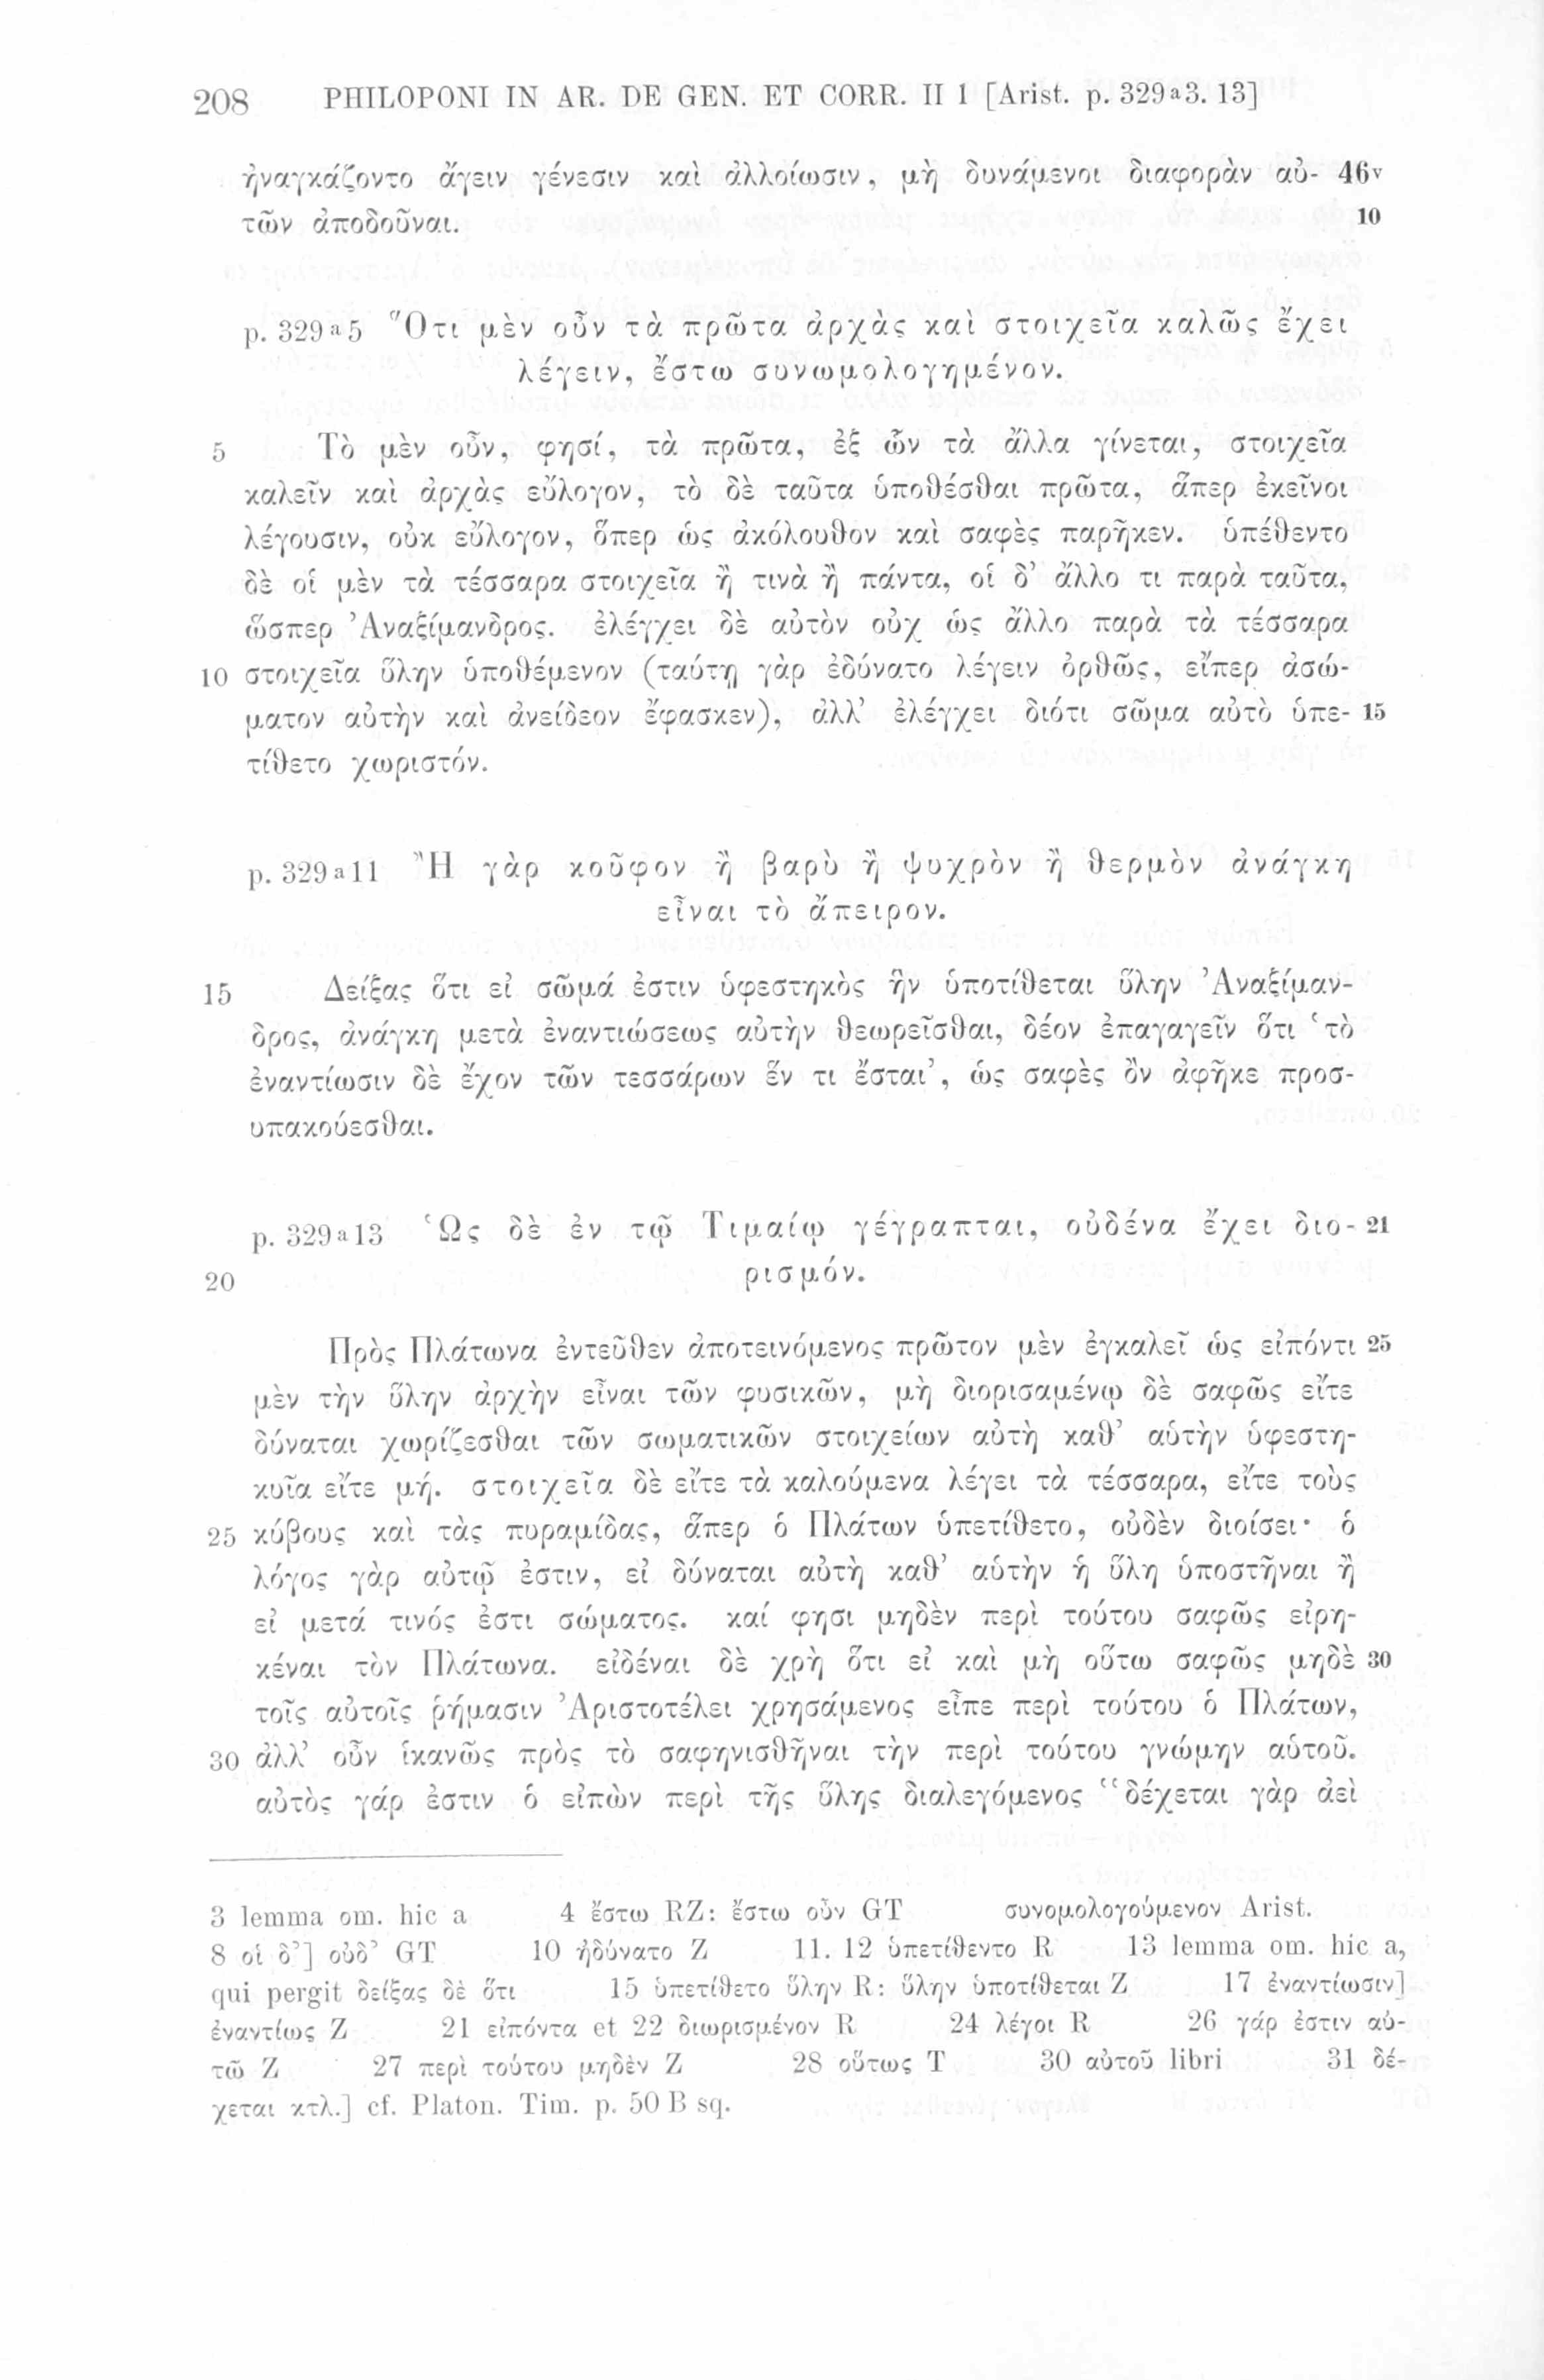 208 PHILOPONI IN AR. DE GEN. ET CORR. II 1 [Arist. p. 329ᵃ3. 13]
ἠναγκάζοντο ἄγειν γένεσιν καὶ ἀλλοίωσιν, μὴ δυνάμενοι διαφορὰν αὐ- 46ᵛ
τῶν ἀποδοῦναι. 10
p. 329ᵃ5 Ὅτι μὲν οὖν τὰ πρῶτα ἀρχὰς καὶ στοιχεῖα καλῶς ἔχει
λέγειν, ἔστω συνωμολογημένον.
5 Τὸ μὲν οὖν, φησί, τὰ πρῶτα, ἐξ ὧν τὰ ἄλλα γίνεται, στοιχεῖα
καλεῖν καὶ ἀρχὰς εὔλογον, τὸ δὲ ταῦτα ὑποθέσθαι πρῶτα, ἅπερ ἐκεῖνοι
λέγουσιν, οὐκ εὔλογον, ὅπερ ὡς ἀκόλουθον καὶ σαφὲς παρῆκεν. ὑπέθεντο
δὲ οἱ μὲν τὰ τέσσαρα στοιχεῖα ἢ τινὰ ἢ πάντα, οἱ δ’ ἄλλο τι παρὰ ταῦτα,
ὥσπερ Ἀναξίμανδρος. ἐλέγχει δὲ αὐτὸν οὐχ ὡς ἄλλο παρὰ τὰ τέσσαρα
10 στοιχεῖα ὕλην ὑποθέμενον (ταύτῃ γὰρ ἐδύνατο λέγειν ὀρθῶς, εἴπερ ἀσώ-
ματον αὐτὴν καὶ ἀνείδεον ἔφασκεν), ἀλλ’ ἐλέγχει διότι σῶμα αὐτὸ ὑπε- 15
τίθετο χωριστόν.
p. 329ᵃ11 Ἢ γὰρ κοῦφον ἢ βαρὺ ἢ ψυχρὸν ἢ θερμὸν ἀνάγκη
εἶναι τὸ ἄπειρον.
15 Δείξας ὅτι εἰ σῶμά ἐστιν ὑφεστηκὸς ἣν ὑποτίθεται ὕλην Ἀναξίμαν-
δρος, ἀνάγκη μετὰ ἐναντιώσεως αὐτὴν θεωρεῖσθαι, δέον ἐπαγαγεῖν ὅτι ‘τὸ
ἐναντίωσιν δὲ ἔχον τῶν τεσσάρων ἕν τι ἔσται’, ὡς σαφὲς ὂν ἀφῆκε προσ-
υπακούεσθαι.
p. 329ᵃ13 Ὡς δὲ ἐν τῷ Τιμαίῳ γέγραπται, οὐδένα ἔχει διο- 21
20 ρισμόν.
Πρὸς Πλάτωνα ἐντεῦθεν ἀποτεινόμενος πρῶτον μὲν ἐγκαλεῖ ὡς εἰπόντι 25
μὲν τὴν ὕλην ἀρχὴν εἶναι τῶν φυσικῶν, μὴ διορισαμένῳ δὲ σαφῶς εἴτε
δύναται χωρίζεσθαι τῶν σωματικῶν στοιχείων αὐτὴ καθ’ αὑτὴν ὑφεστη-
κυῖα εἴτε μή. στοιχεῖα δὲ εἴτε τὰ καλούμενα λέγει τὰ τέσσαρα, εἴτε τοὺς
25 κύβους καὶ τὰς πυραμίδας, ἅπερ ὁ Πλάτων ὑπετίθετο, οὐδὲν διοίσει· ὁ
λόγος γὰρ αὐτῷ ἐστιν, εἰ δύναται αὐτὴ καθ’ αὑτὴν ἡ ὕλη ὑποστῆναι ἢ
εἰ μετά τινός ἐστι σώματος. καί φησι μηδὲν περὶ τούτου σαφῶς εἰρη-
κέναι τὸν Πλάτωνα. εἰδέναι δὲ χρὴ ὅτι εἰ καὶ μὴ οὕτω σαφῶς μηδὲ 30
τοῖς αὐτοῖς ῥήμασιν Ἀριστοτέλει χρησάμενος εἶπε περὶ τούτου ὁ Πλάτων,
30 ἀλλ’ οὖν ἱκανῶς πρὸς τὸ σαφηνισθῆναι τὴν περὶ τούτου γνώμην αὑτοῦ.
αὐτὸς γάρ ἐστιν ὁ εἰπὼν περὶ τῆς ὕλης διαλεγόμενος “δέχεται γὰρ ἀεὶ
3 lemma om. hic a 4 ἔστω RZ: ἔστω οὖν GT συνομολογούμενον Arist.
8 οἱ δ’] οὐδ’ GT 10 ἠδύνατο Z 11. 12 ὑπετίθεντο R 13 lemma om. hic a,
qui pergit δείξας δὲ ὅτι 15 ὑπετίθετο ὕλην R: ὕλην ὑποτίθεται Z 17 ἐναντίωσιν]
ἐναντίως Z 21 εἰπόντα et 22 διωρισμένον R 24 λέγοι R 26 γάρ ἐστιν αὐ-
τῶ Z 27 περὶ τούτου μηδὲν Z 28 οὕτως T 30 αὐτοῦ libri 31 δέ-
χεται κτλ.] cf. Platon. Tim. p. 50 B sq.